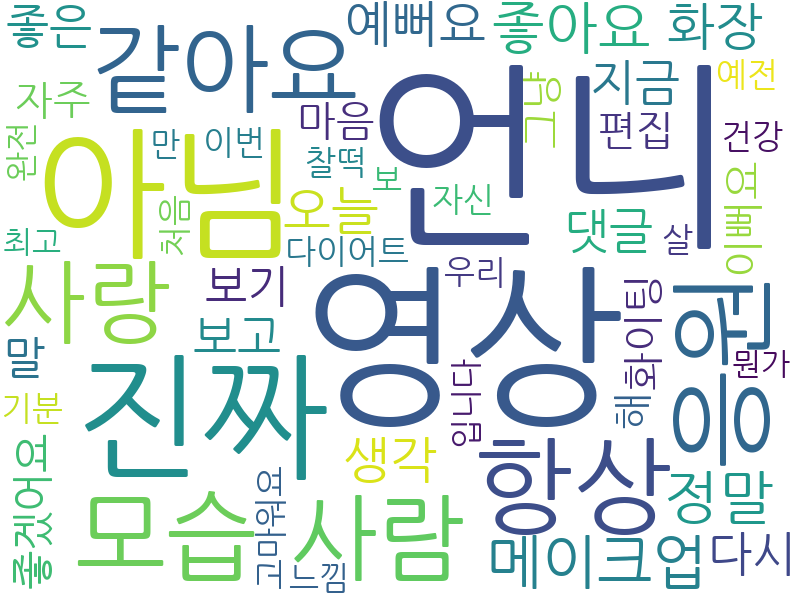 좋은
같아요
예뻐요
좋아요
화장
자주
마음
언니
그냥
지금
예전
완전
아님
만
이번
찰떡
보
편집
건강
처음
오늘
자신
댓글
살
이뻐요
최고
다이어트
우리
사랑
보기
영상
화이팅
응원
말
보고
뭔가
기분
진짜
입니다
해
좋겠어요
생각
항상
정말
모습
고마워요
느낌
사람
메이크업
다시